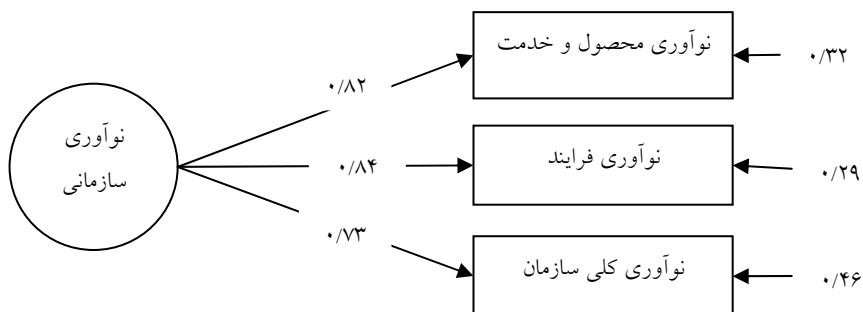 نوآوری محصول و خدمت
۰/۳۲
۰/۸۲
نوآوری
سازمانی
نوآوری فرایند
۰/۸۴
۰/۲۹
۰/۷۳
نوآوری کلی سازمان
۰/۴۶